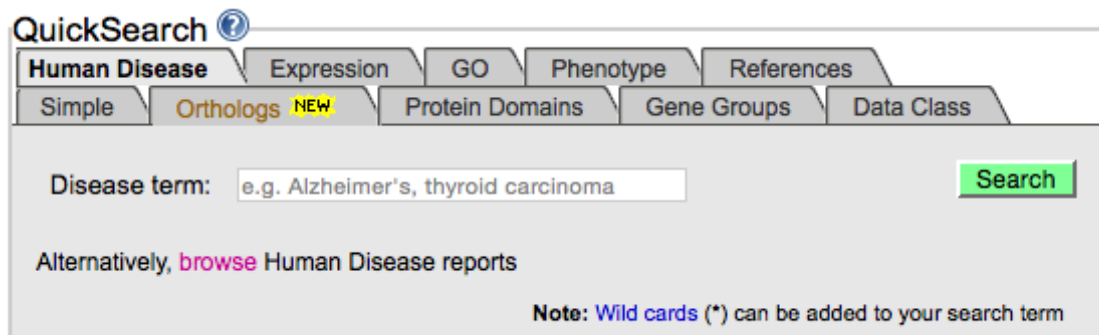 QuickSearch ?
Human Disease Expression GO Phenotype References
Simple Orthologs NEW Protein Domains Gene Groups Data Class
Disease term: e.g. Alzheimer's, thyroid carcinoma Search
Alternatively, browse Human Disease reports
Note: Wild cards (*) can be added to your search term